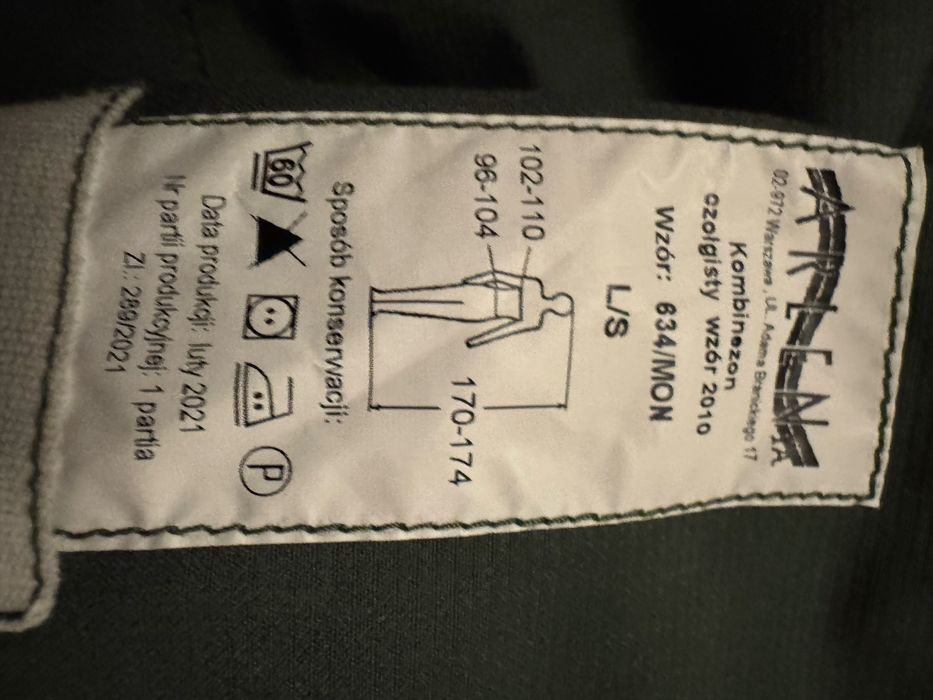 ARLEN
S.A.
02-972 Warszawa , UL. Adama Branickiego 17
Kombinezon
czołgisty wzór 2010
Wzór: 634/MON
L/S
102-110
96-104
170-174
Sposób konserwacji:
60
P
Data produkcji: luty 2021
Nr partii produkcyjnej: 1 partia
Zl.: 289/2021